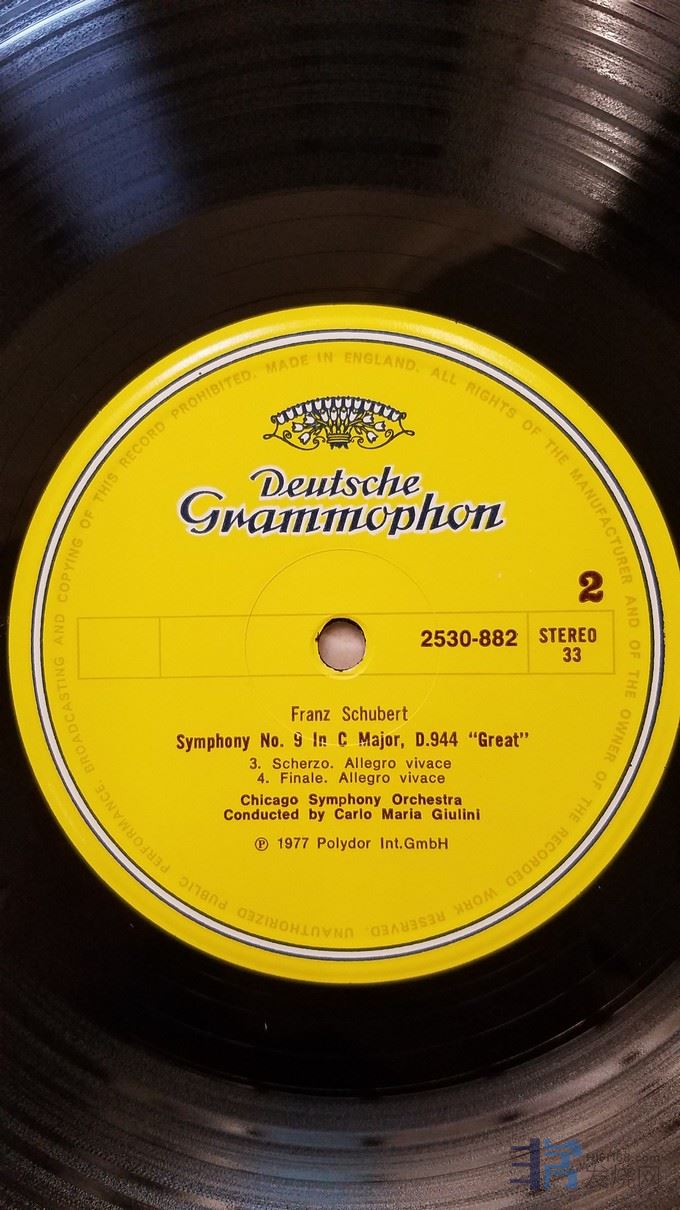 MADE IN ENGLAND. ALL RIGHTS OF THE MANUFACTURER AND OF THE OWNER OF THE RECORDED WORK RESERVED. UNAUTHORIZED PUBLIC PERFORMANCE, BROADCASTING AND COPYING OF THIS RECORD PROHIBITED.
Deutsche
Grammophon
2
2530-882
STEREO
33
Franz Schubert
Symphony No. 9 In C Major, D.944 “Great”
3. Scherzo. Allegro vivace
4. Finale. Allegro vivace
Chicago Symphony Orchestra
Conducted by Carlo Maria Giulini
℗ 1977 Polydor Int.GmbH